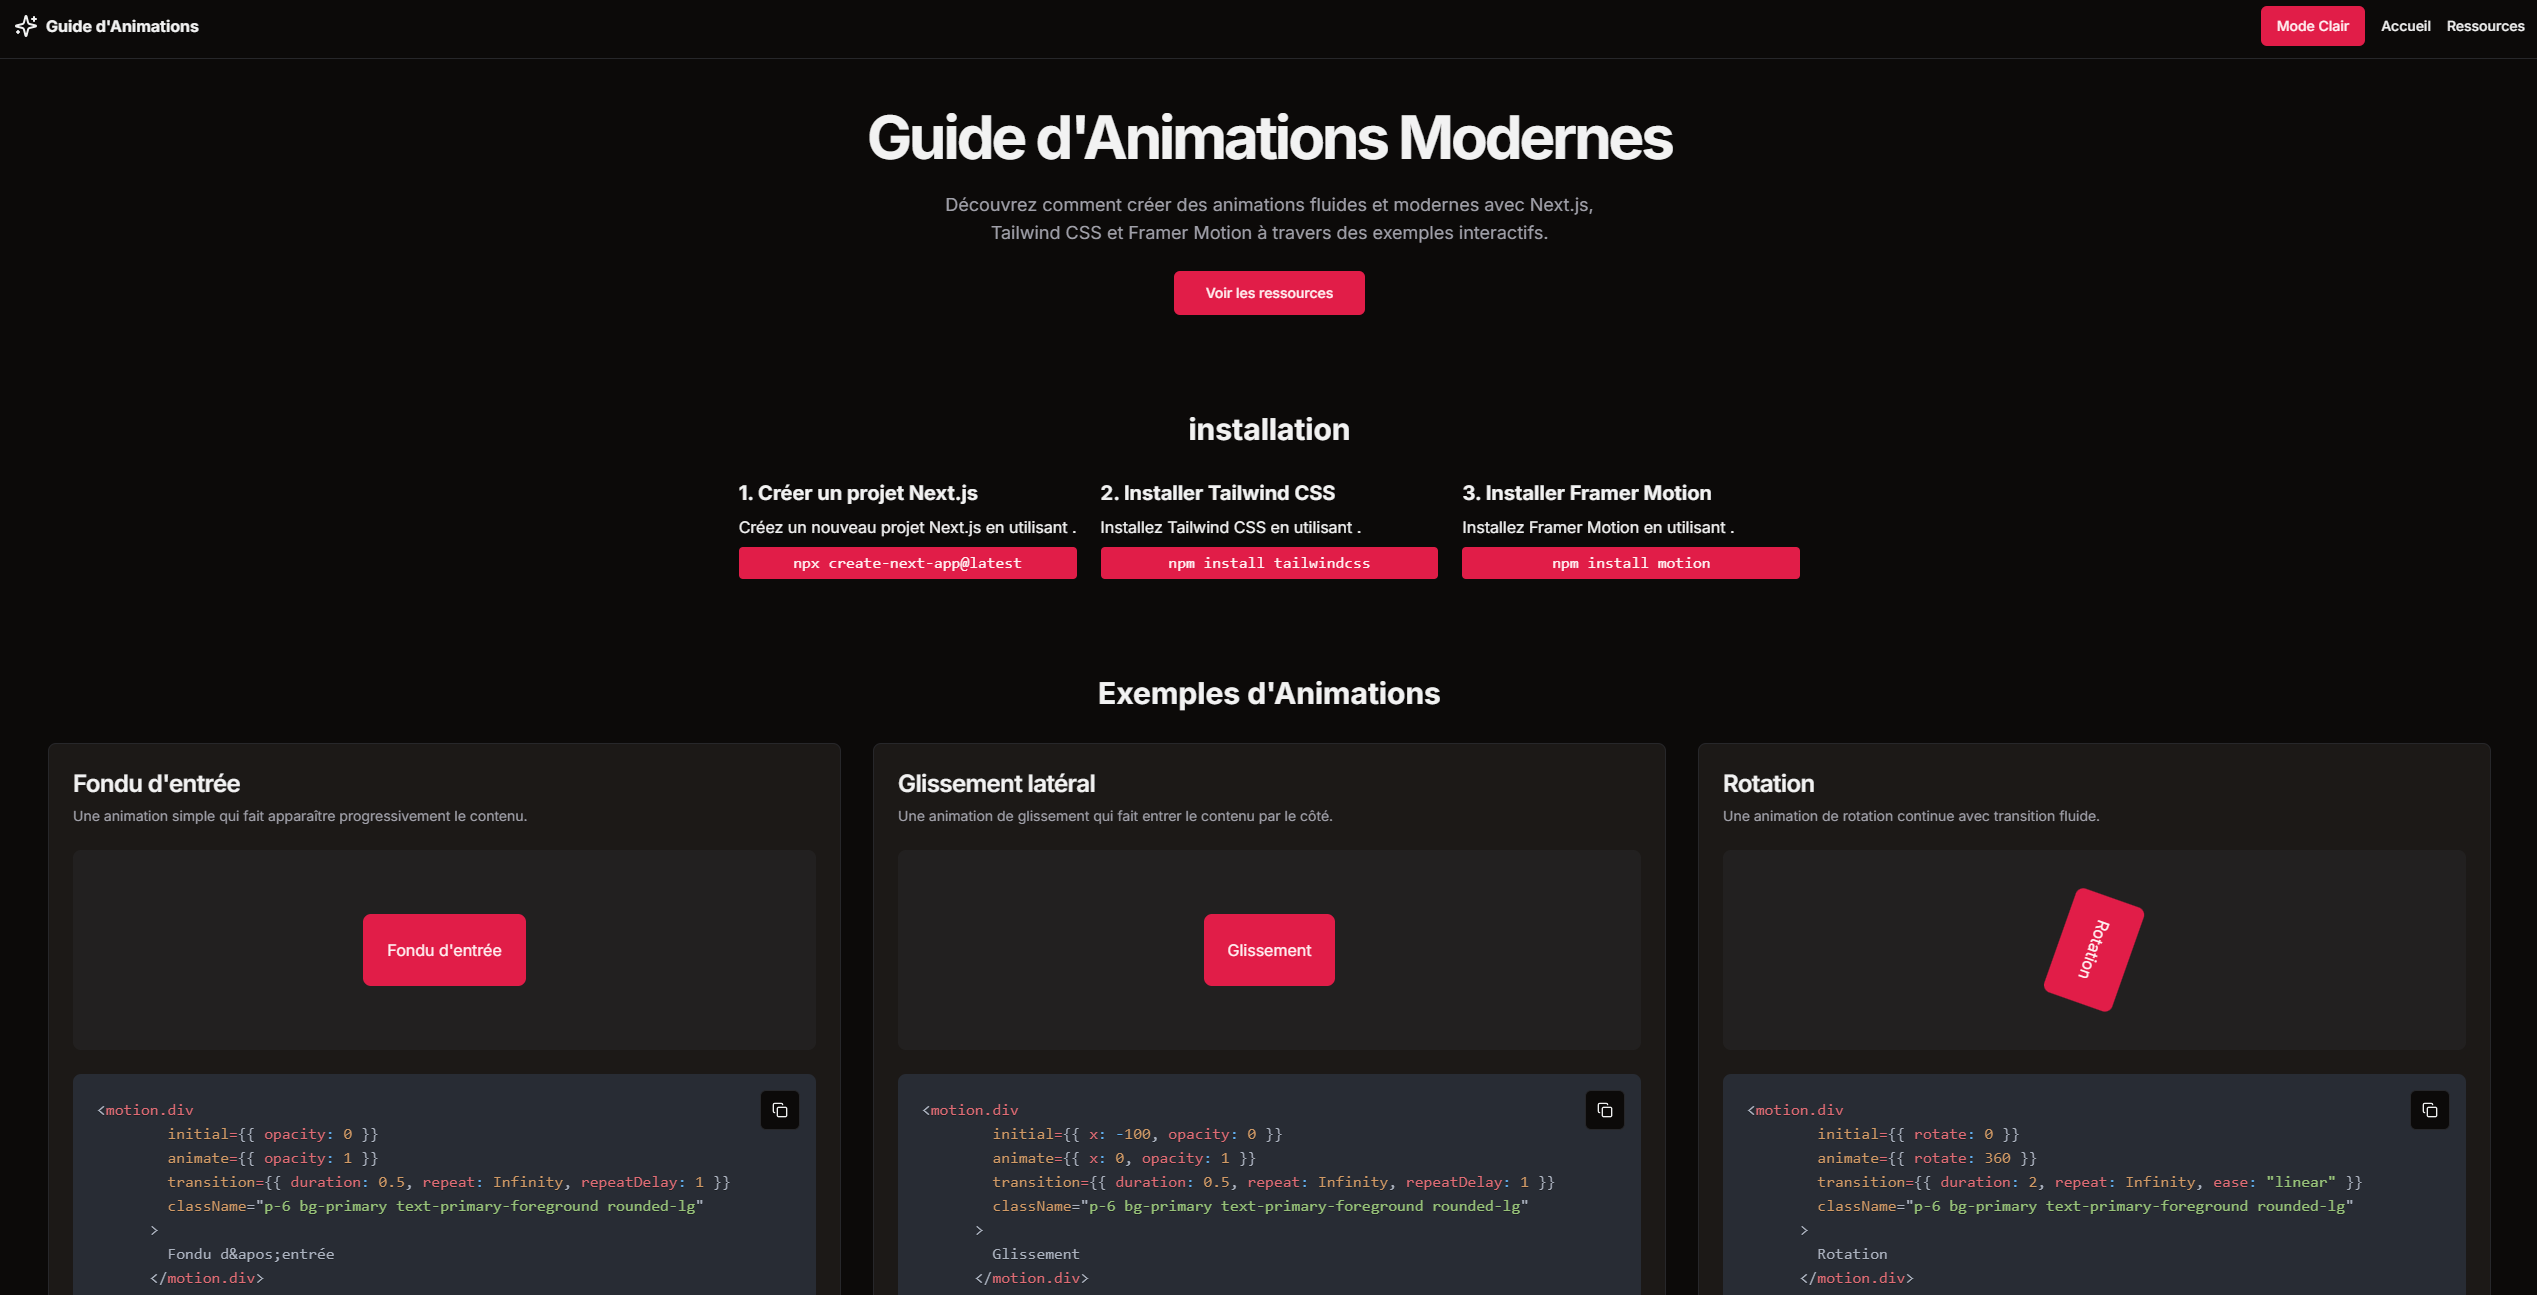 Guide d'Animations
Mode Clair
Accueil
Ressources
Guide d'Animations Modernes
Découvrez comment créer des animations fluides et modernes avec Next.js,
Tailwind CSS et Framer Motion à travers des exemples interactifs.
Voir les ressources
installation
1. Créer un projet Next.js
Créez un nouveau projet Next.js en utilisant .
npx create-next-app@latest
2. Installer Tailwind CSS
Installez Tailwind CSS en utilisant .
npm install tailwindcss
3. Installer Framer Motion
Installez Framer Motion en utilisant .
npm install motion
Exemples d'Animations
Fondu d'entrée
Une animation simple qui fait apparaître progressivement le contenu.
Fondu d'entrée
<motion.div
initial={{ opacity: 0 }}
animate={{ opacity: 1 }}
transition={{ duration: 0.5, repeat: Infinity, repeatDelay: 1 }}
className="p-6 bg-primary text-primary-foreground rounded-lg"
>
Fondu d&apos;entrée
</motion.div>
Glissement latéral
Une animation de glissement qui fait entrer le contenu par le côté.
Glissement
<motion.div
initial={{ x: -100, opacity: 0 }}
animate={{ x: 0, opacity: 1 }}
transition={{ duration: 0.5, repeat: Infinity, repeatDelay: 1 }}
className="p-6 bg-primary text-primary-foreground rounded-lg"
>
Glissement
</motion.div>
Rotation
Une animation de rotation continue avec transition fluide.
Rotation
<motion.div
initial={{ rotate: 0 }}
animate={{ rotate: 360 }}
transition={{ duration: 2, repeat: Infinity, ease: "linear" }}
className="p-6 bg-primary text-primary-foreground rounded-lg"
>
Rotation
</motion.div>